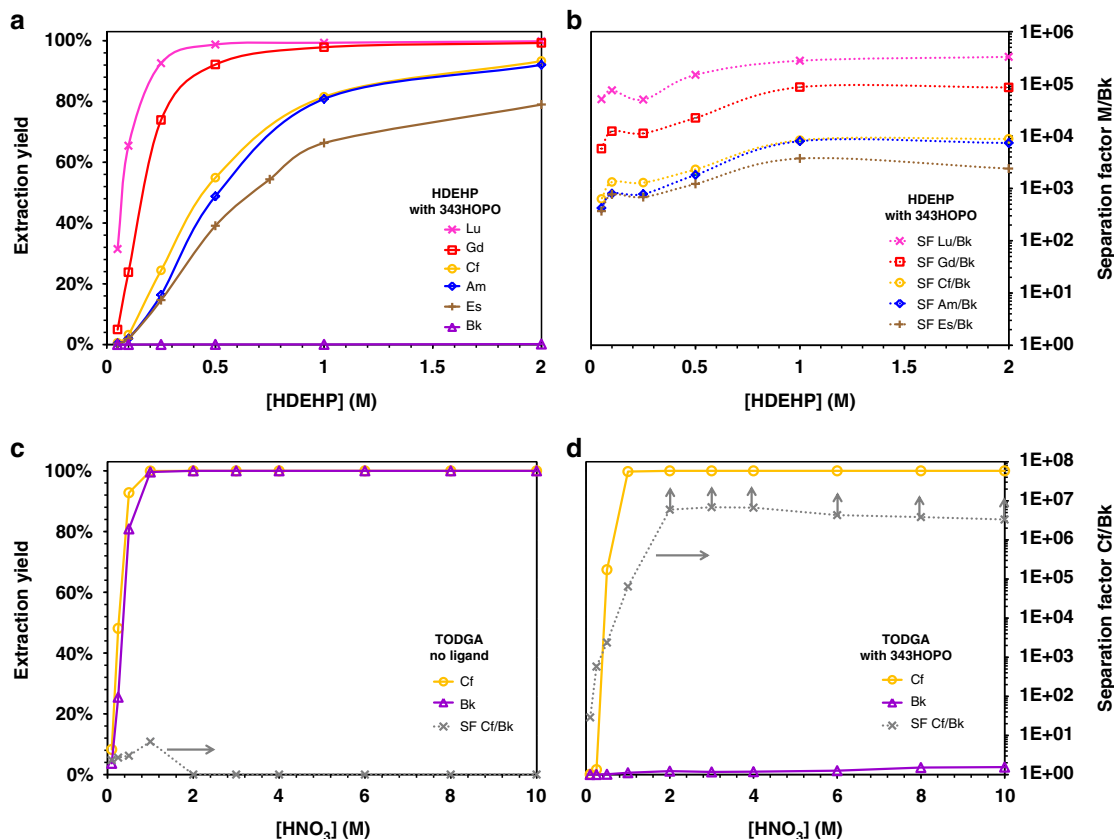 a
100%
80%
60%
40%
20%
0%
Extraction yield
0
0.5
1
1.5
2
[HDEHP] (M)
HDEHP
with 343HOPO
Lu
Gd
Cf
Am
Es
Bk
b
1E+06
1E+05
1E+04
1E+03
1E+02
1E+01
1E+00
Separation factor M/Bk
0
0.5
1
1.5
2
[HDEHP] (M)
HDEHP
with 343HOPO
SF Lu/Bk
SF Gd/Bk
SF Cf/Bk
SF Am/Bk
SF Es/Bk
c
100%
80%
60%
40%
20%
0%
Extraction yield
0
2
4
6
8
10
[HNO3] (M)
TODGA
no ligand
Cf
Bk
SF Cf/Bk
d
1E+08
1E+07
1E+06
1E+05
1E+04
1E+03
1E+02
1E+01
1E+00
Separation factor Cf/Bk
0
2
4
6
8
10
[HNO3] (M)
TODGA
with 343HOPO
Cf
Bk
SF Cf/Bk